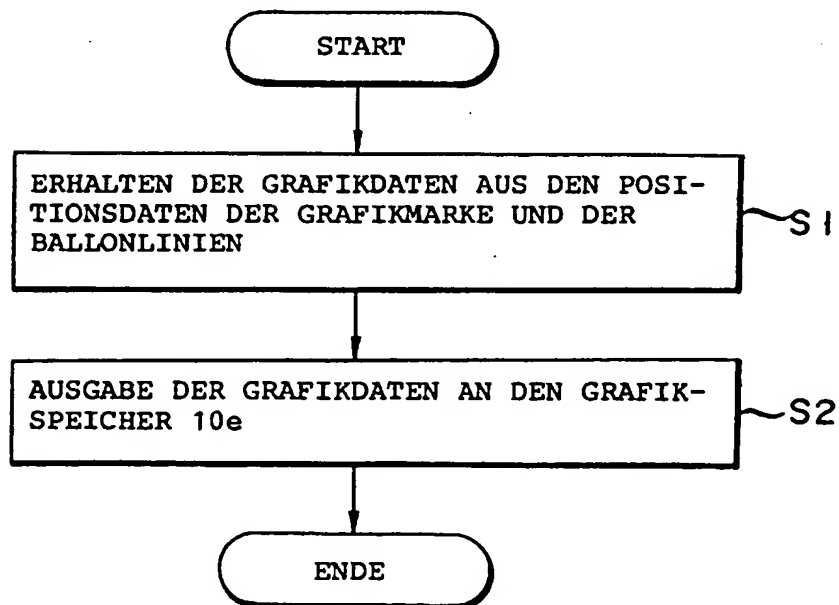 START
ERHALTEN DER GRAFIKDATEN AUS DEN POSI-
TIONSDATEN DER GRAFIKMARKE UND DER
BALLONLINIEN
S1
AUSGABE DER GRAFIKDATEN AN DEN GRAFIK-
SPEICHER 10e
S2
ENDE